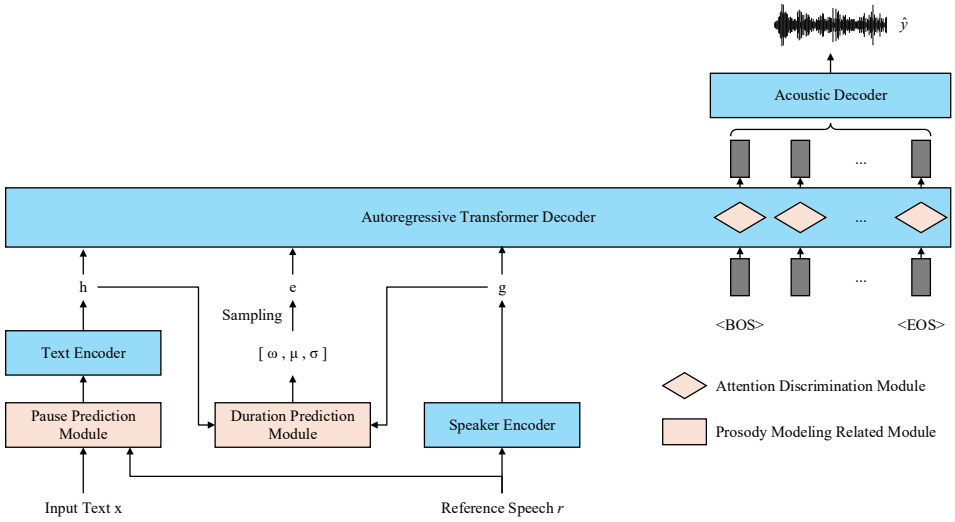 ŷ
Acoustic Decoder
...
Autoregressive Transformer Decoder
...
h
e
g
...
Sampling
<BOS>
<EOS>
Text Encoder
[ ω , μ , σ ]
Attention Discrimination Module
Pause Prediction
Module
Duration Prediction
Module
Speaker Encoder
Prosody Modeling Related Module
Input Text x
Reference Speech r